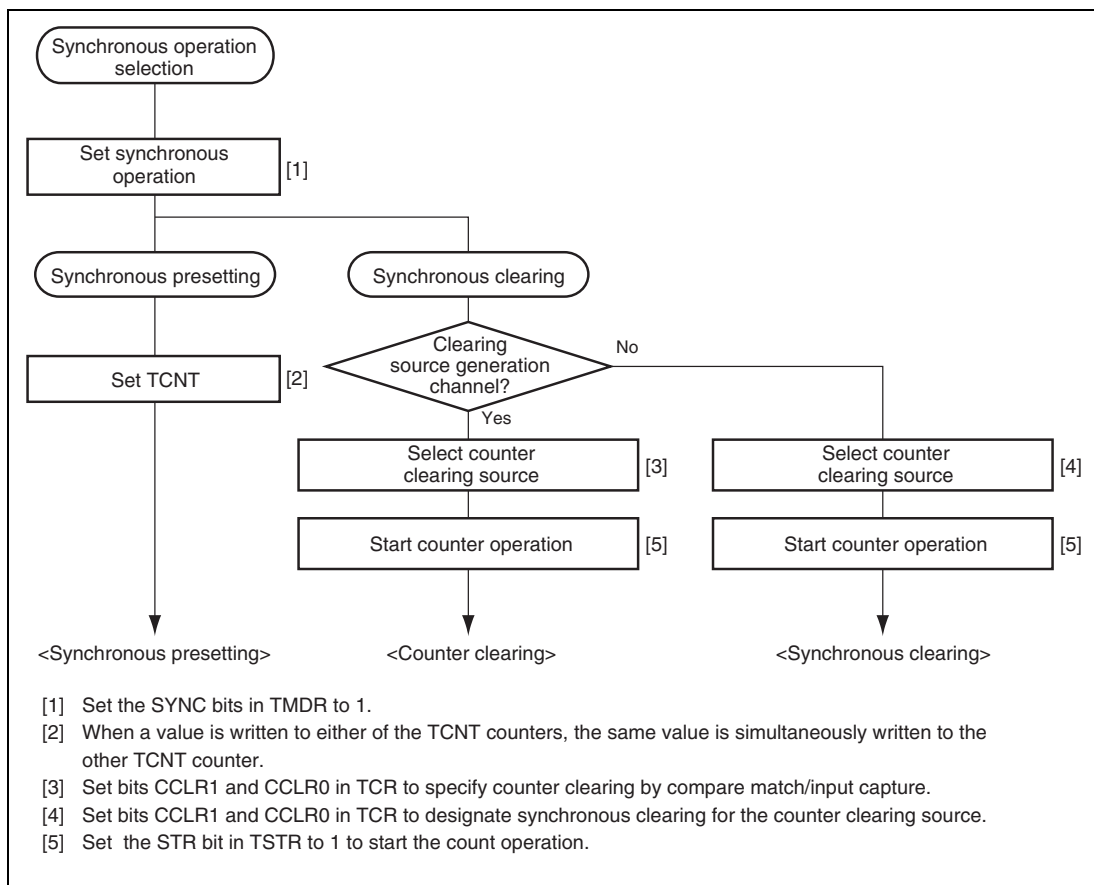 Synchronous operation
selection
Set synchronous
operation
[1]
Synchronous presetting
Synchronous clearing
Set TCNT
[2]
Clearing
source generation
channel?
No
Yes
Select counter
clearing source
[3]
Select counter
clearing source
[4]
Start counter operation
[5]
Start counter operation
[5]
<Synchronous presetting>
<Counter clearing>
<Synchronous clearing>
[1] Set the SYNC bits in TMDR to 1.
[2] When a value is written to either of the TCNT counters, the same value is simultaneously written to the
other TCNT counter.
[3] Set bits CCLR1 and CCLR0 in TCR to specify counter clearing by compare match/input capture.
[4] Set bits CCLR1 and CCLR0 in TCR to designate synchronous clearing for the counter clearing source.
[5] Set the STR bit in TSTR to 1 to start the count operation.